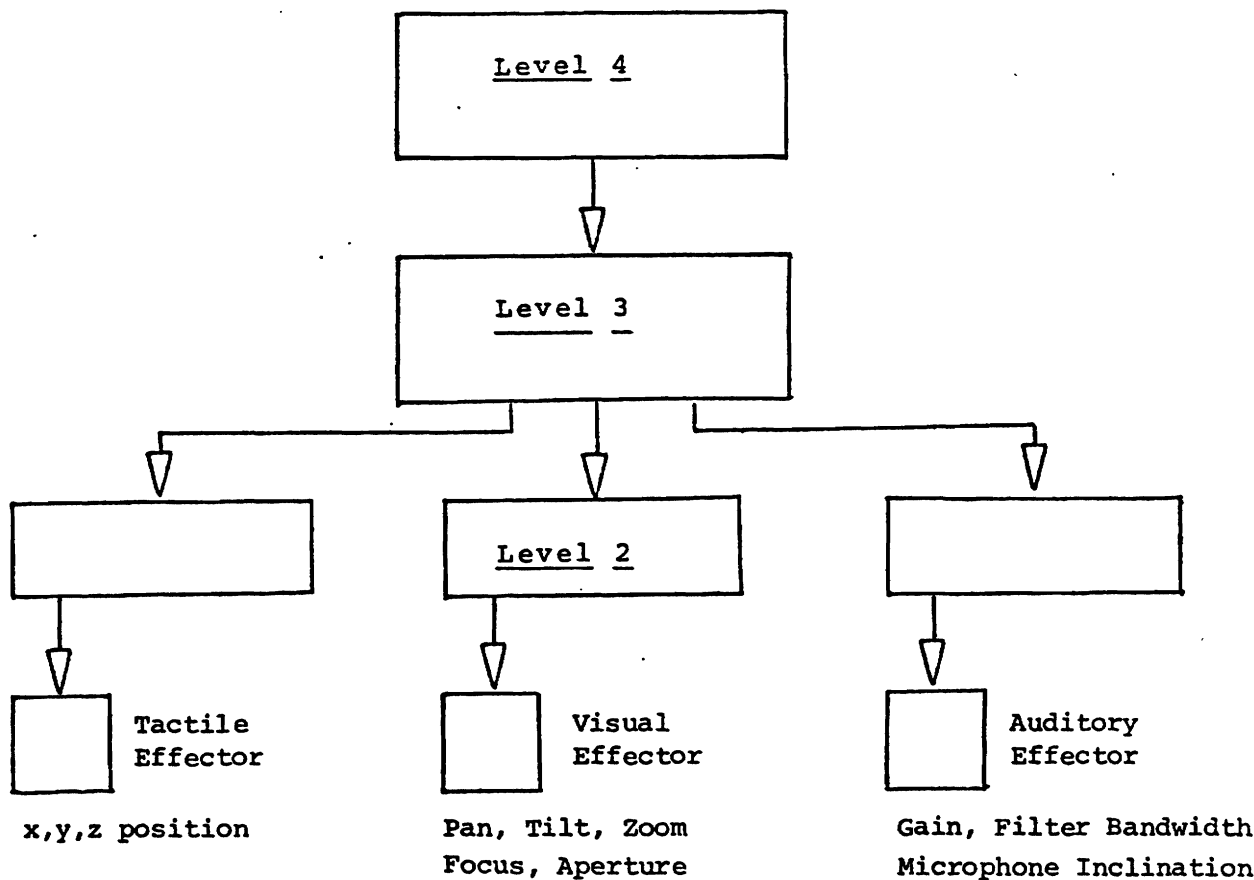 Level 4
Level 3
Level 2
Tactile
Effector
Visual
Effector
Auditory
Effector
x,y,z position
Pan, Tilt, Zoom
Focus, Aperture
Gain, Filter Bandwidth
Microphone Inclination